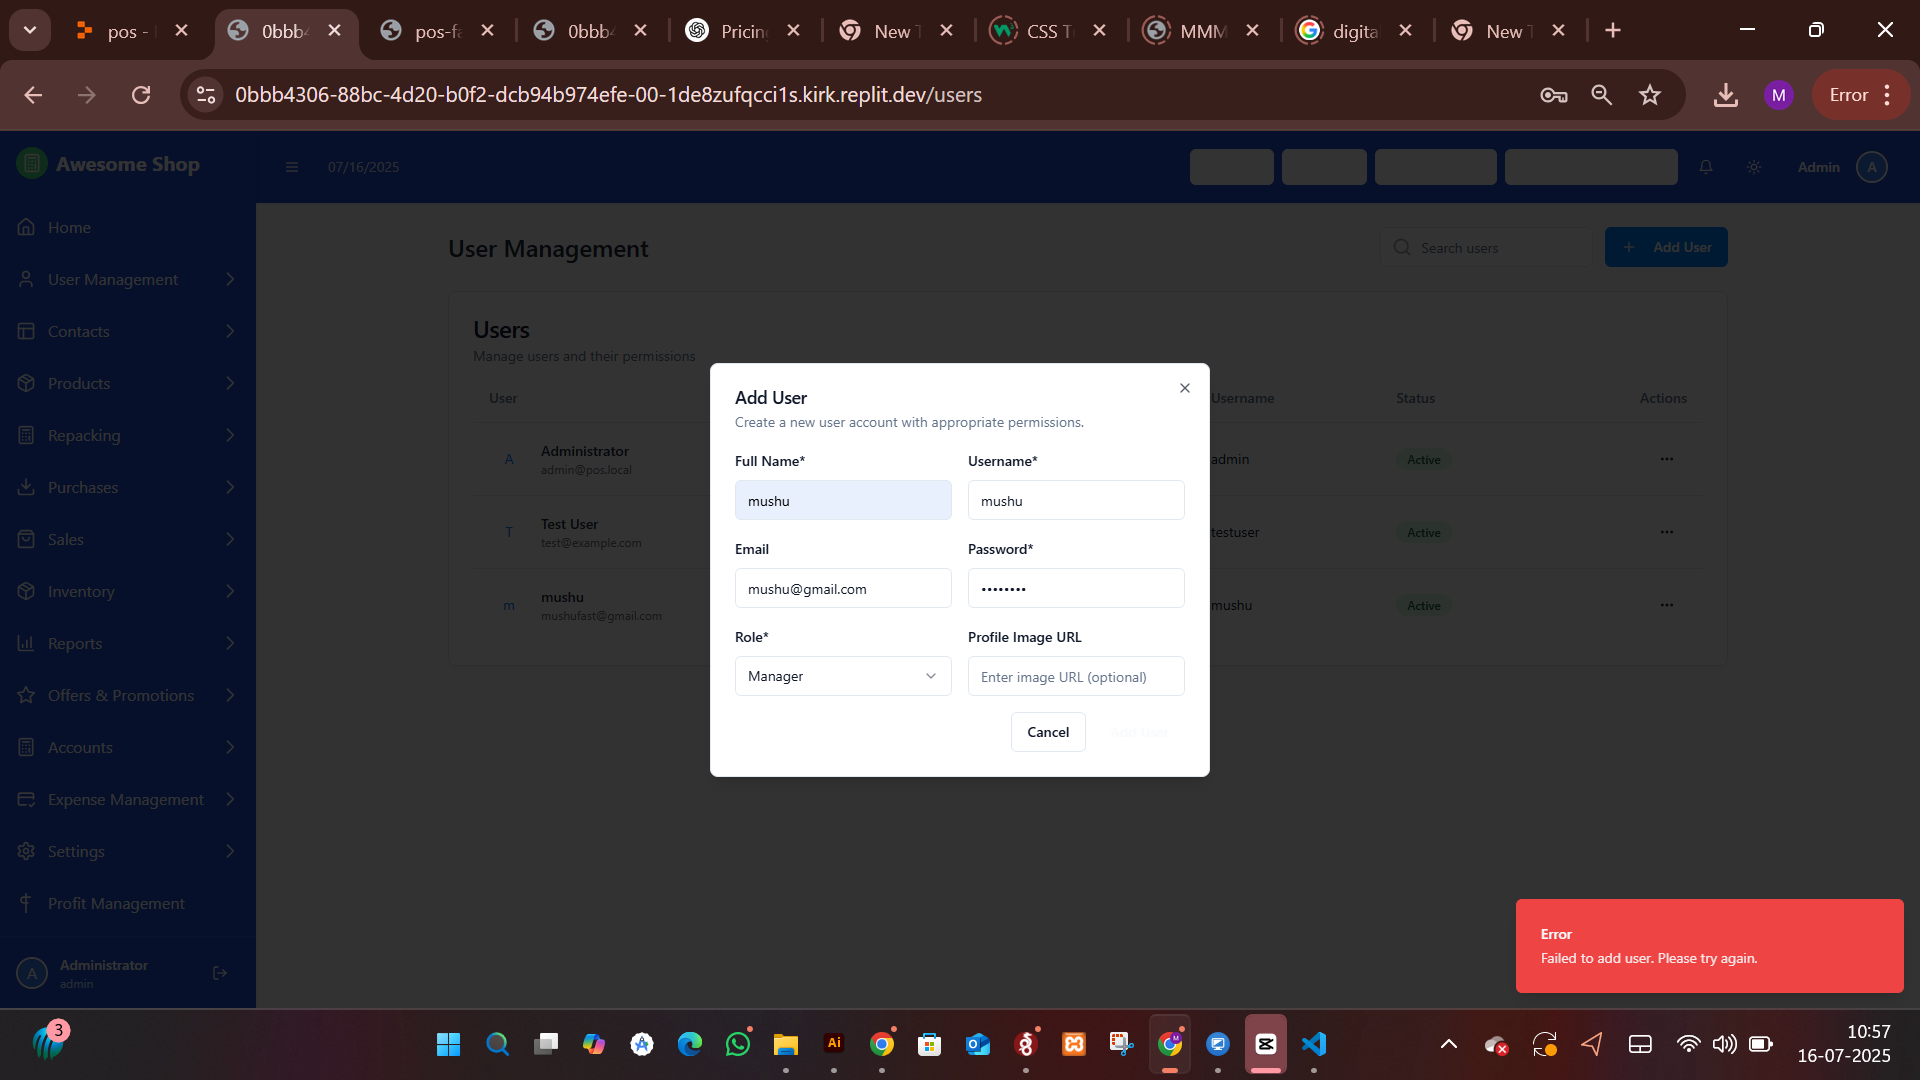 pos -
0bbb4
pos-fa
0bbb4
Pricin
New T
CSS T
MMM
digita
New T
0bbb4306-88bc-4d20-b0f2-dcb94b974efe-00-1de8zufqcci1s.kirk.replit.dev/users
M
Error
Awesome Shop
07/16/2025
Admin
A
Home
User Management
Contacts
Products
Repacking
Purchases
Sales
Inventory
Reports
Offers & Promotions
Accounts
Expense Management
Settings
Profit Management
A
Administrator
admin
User Management
Search users
Add User
Users
Manage users and their permissions
User
Username
Status
Actions
A
Administrator
admin@pos.local
admin
Active
T
Test User
test@example.com
testuser
Active
m
mushu
mushufast@gmail.com
mushu
Active
Add User
Create a new user account with appropriate permissions.
Full Name*
Username*
mushu
mushu
Email
Password*
mushu@gmail.com
••••••••
Role*
Profile Image URL
Manager
Enter image URL (optional)
Cancel
Add User
Error
Failed to add user. Please try again.
3
Ai
10:57
16-07-2025